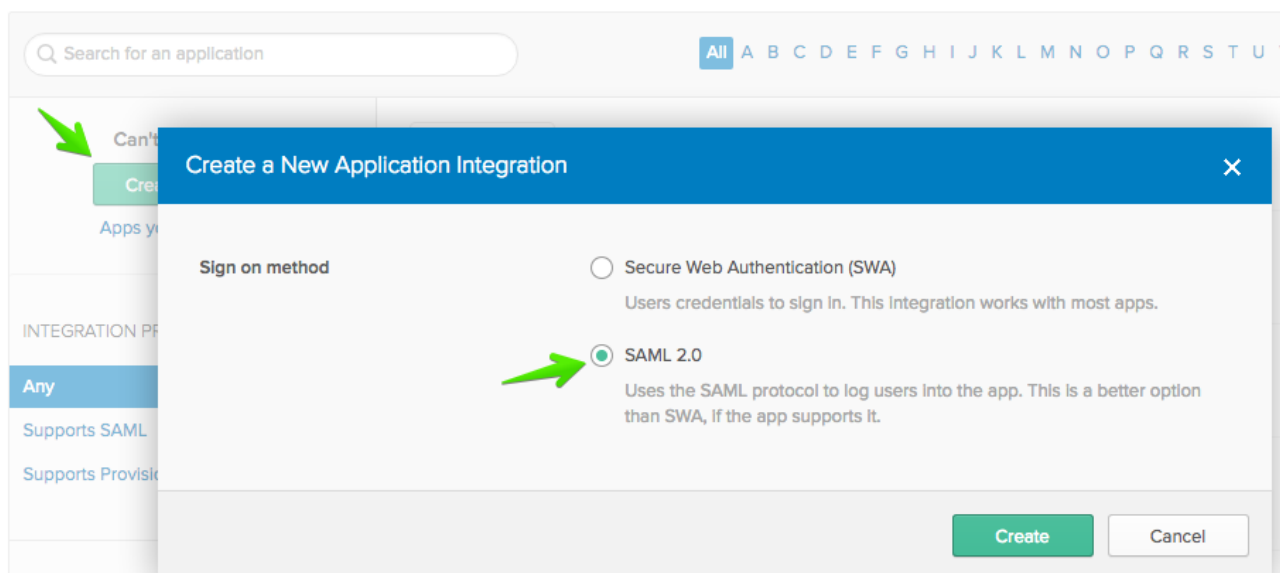 Search for an application
All A B C D E F G H I J K L M N O P Q R S T U
Can't
Create a New Application Integration
Apps
Sign on method
Secure Web Authentication (SWA)
Users credentials to sign in. This integration works with most apps.
INTEGRATION
SAML 2.0
Any
Uses the SAML protocol to log users into the app. This is a better option
than SWA, if the app supports it.
Supports SAML
Supports
Create
Cancel